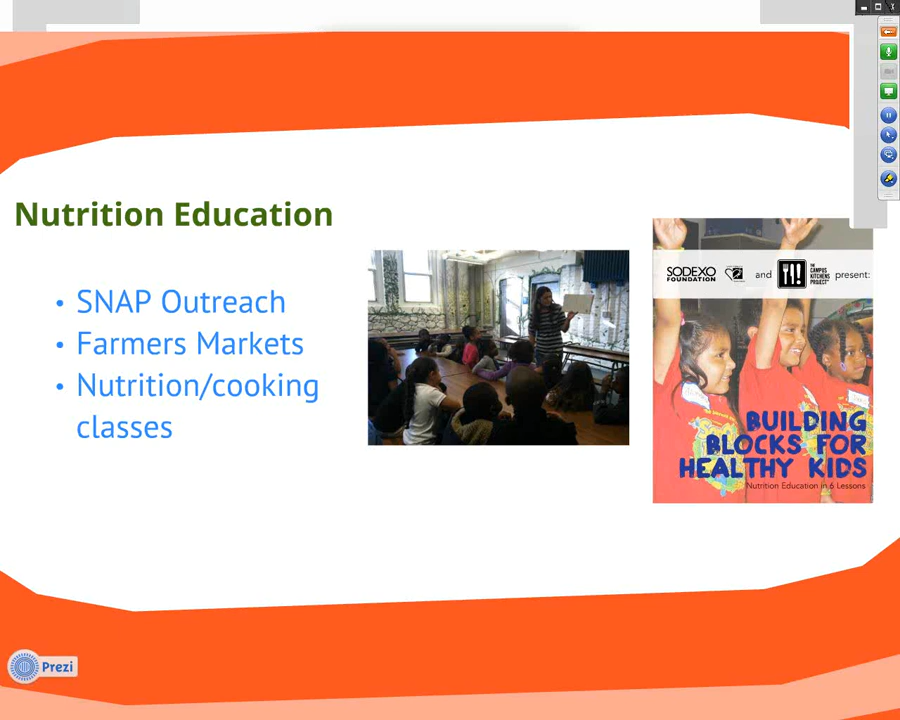 Nutrition Education
• SNAP Outreach
• Farmers Markets
• Nutrition/cooking
classes
SODEXO
FOUNDATION
and
THE
CAMPUS
KITCHENS
PROJECT
present:
BUILDING
BLOCKS FOR
HEALTHY KIDS
Nutrition Education in 6 Lessons
Prezi